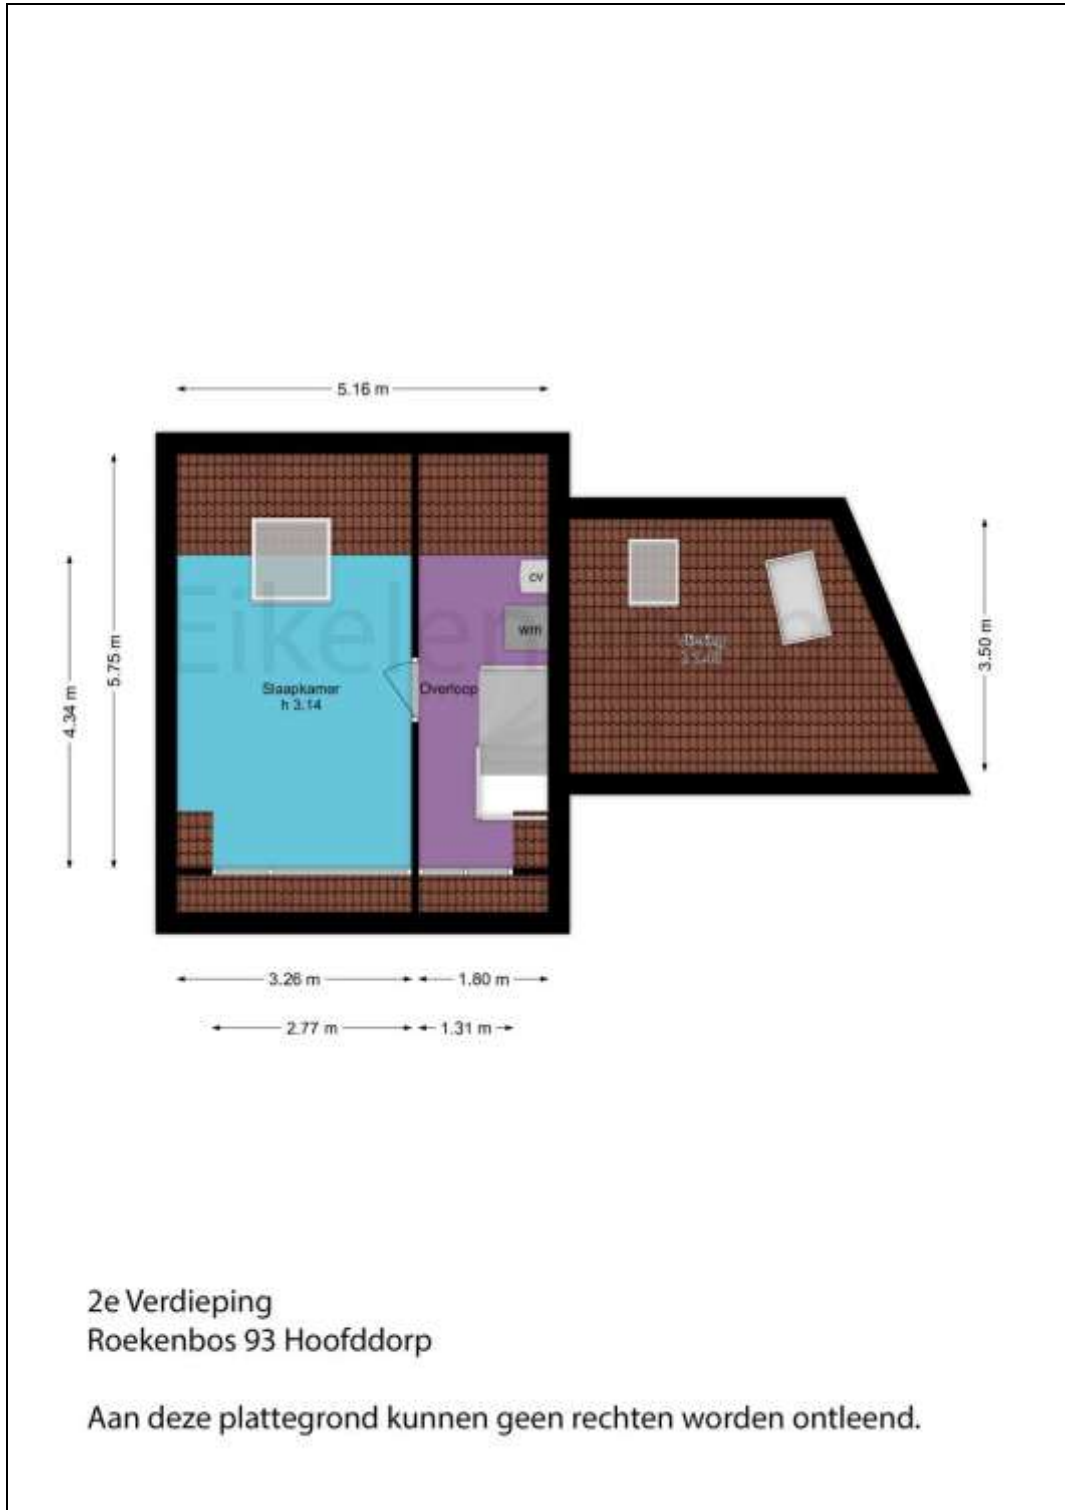 5.16 m
5.75 m
4.34 m
3.50 m
CV
wm
Slaapkamer
h 3.14
Overloop
3.26 m
1.80 m
2.77 m
1.31 m
2e Verdieping
Roekenbos 93 Hoofddorp
Aan deze plattegrond kunnen geen rechten worden ontleend.